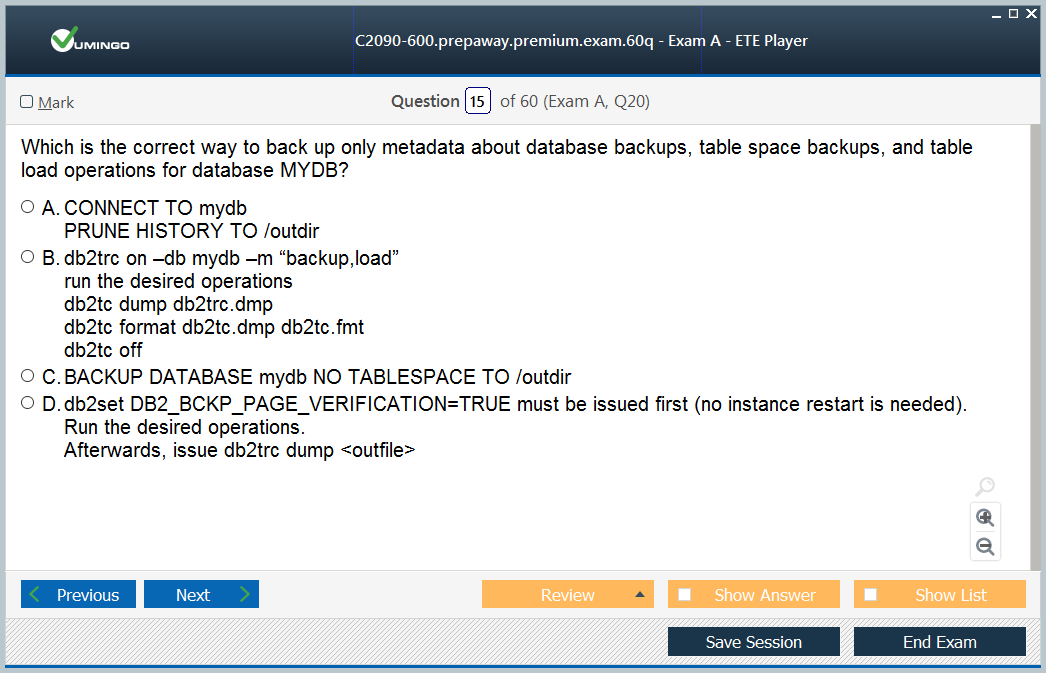 VUMINGO
C2090-600.prepaway.premium.exam.60q - Exam A - ETE Player
Mark
Question 15 of 60 (Exam A, Q20)
Which is the correct way to back up only metadata about database backups, table space backups, and table
load operations for database MYDB?
A. CONNECT TO mydb
PRUNE HISTORY TO /outdir
B. db2trc on –db mydb –m “backup,load”
run the desired operations
db2tc dump db2trc.dmp
db2tc format db2tc.dmp db2tc.fmt
db2tc off
C. BACKUP DATABASE mydb NO TABLESPACE TO /outdir
D. db2set DB2_BCKP_PAGE_VERIFICATION=TRUE must be issued first (no instance restart is needed).
Run the desired operations.
Afterwards, issue db2trc dump <outfile>
Previous
Next
Review
Show Answer
Show List
Save Session
End Exam